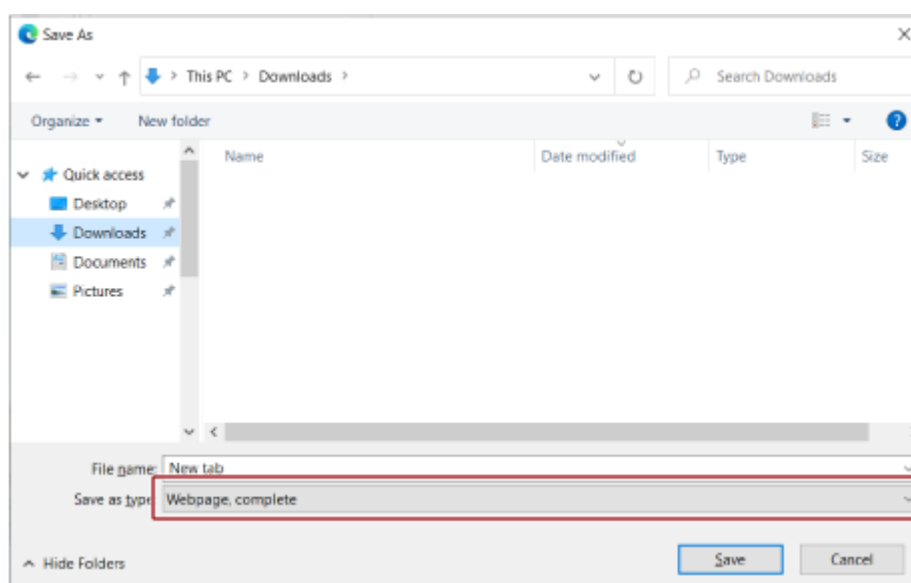 Save As
This PC > Downloads >
Search Downloads
Organize
New folder
?
Name
Date modified
Type
Size
Quick access
Desktop
Downloads
Documents
Pictures
File name: New tab
Save as type: Webpage, complete
Hide Folders
Save
Cancel